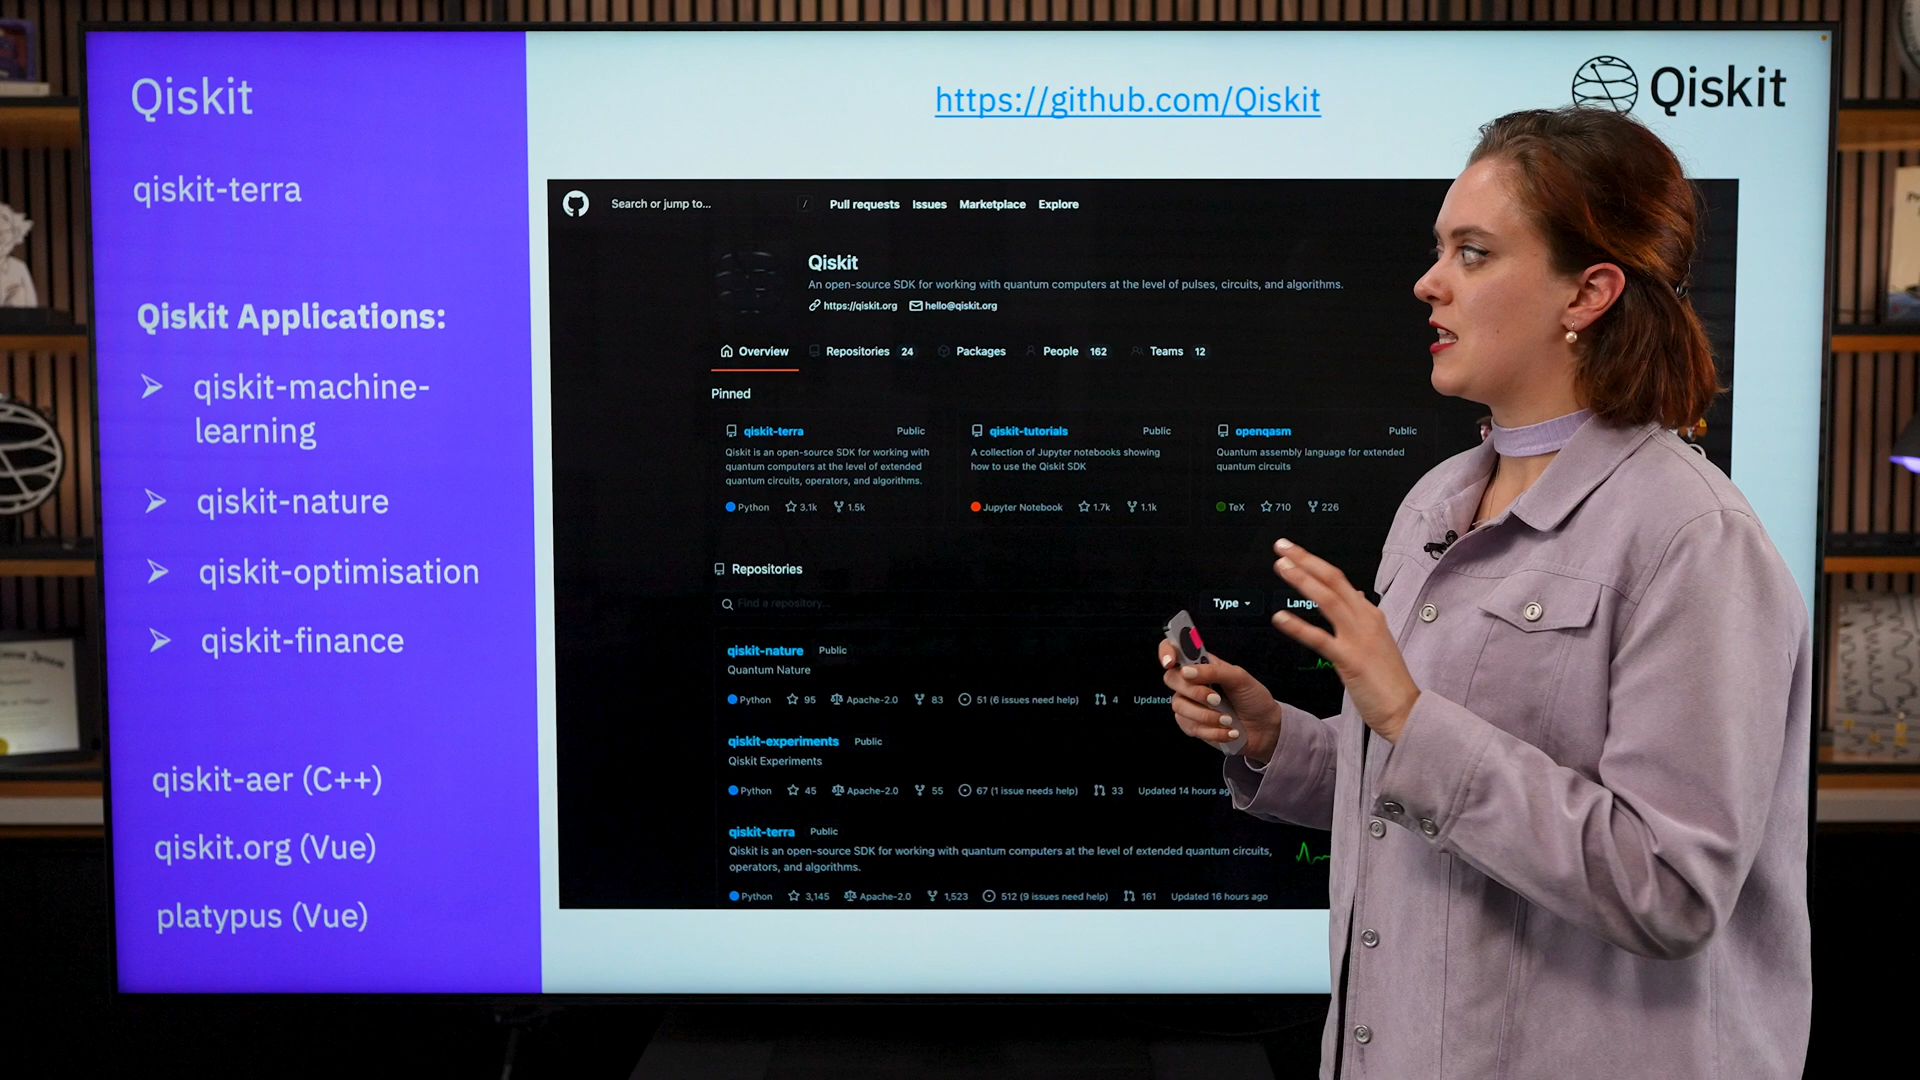 Qiskit
qiskit-terra
Qiskit Applications:
qiskit-machine-
learning
qiskit-nature
qiskit-optimisation
qiskit-finance
qiskit-aer (C++)
qiskit.org (Vue)
platypus (Vue)
https://github.com/Qiskit
Qiskit
Search or jump to... / Pull requests Issues Marketplace Explore
Qiskit
An open-source SDK for working with quantum computers at the level of pulses, circuits, and algorithms.
https://qiskit.org hello@qiskit.org
Overview Repositories 24 Packages People 162 Teams 12
Pinned
qiskit-terra Public
Qiskit is an open-source SDK for working with
quantum computers at the level of extended
quantum circuits, operators, and algorithms.
Python 3.1k 1.5k
qiskit-tutorials Public
A collection of Jupyter notebooks showing
how to use the Qiskit SDK
Jupyter Notebook 1.7k 1.1k
openqasm Public
Quantum assembly language for extended
quantum circuits
TeX 710 226
Repositories
Find a repository...
Type
qiskit-nature Public
Quantum Nature
Python 95 Apache-2.0 83 51 (6 issues need help) 4 Updated
qiskit-experiments Public
Qiskit Experiments
Python 45 Apache-2.0 55 67 (1 issue needs help) 33 Updated 14 hours
qiskit-terra Public
Qiskit is an open-source SDK for working with quantum computers at the level of extended quantum circuits,
operators, and algorithms.
Python 3,145 Apache-2.0 1,523 512 (9 issues need help) 161 Updated 16 hours ago